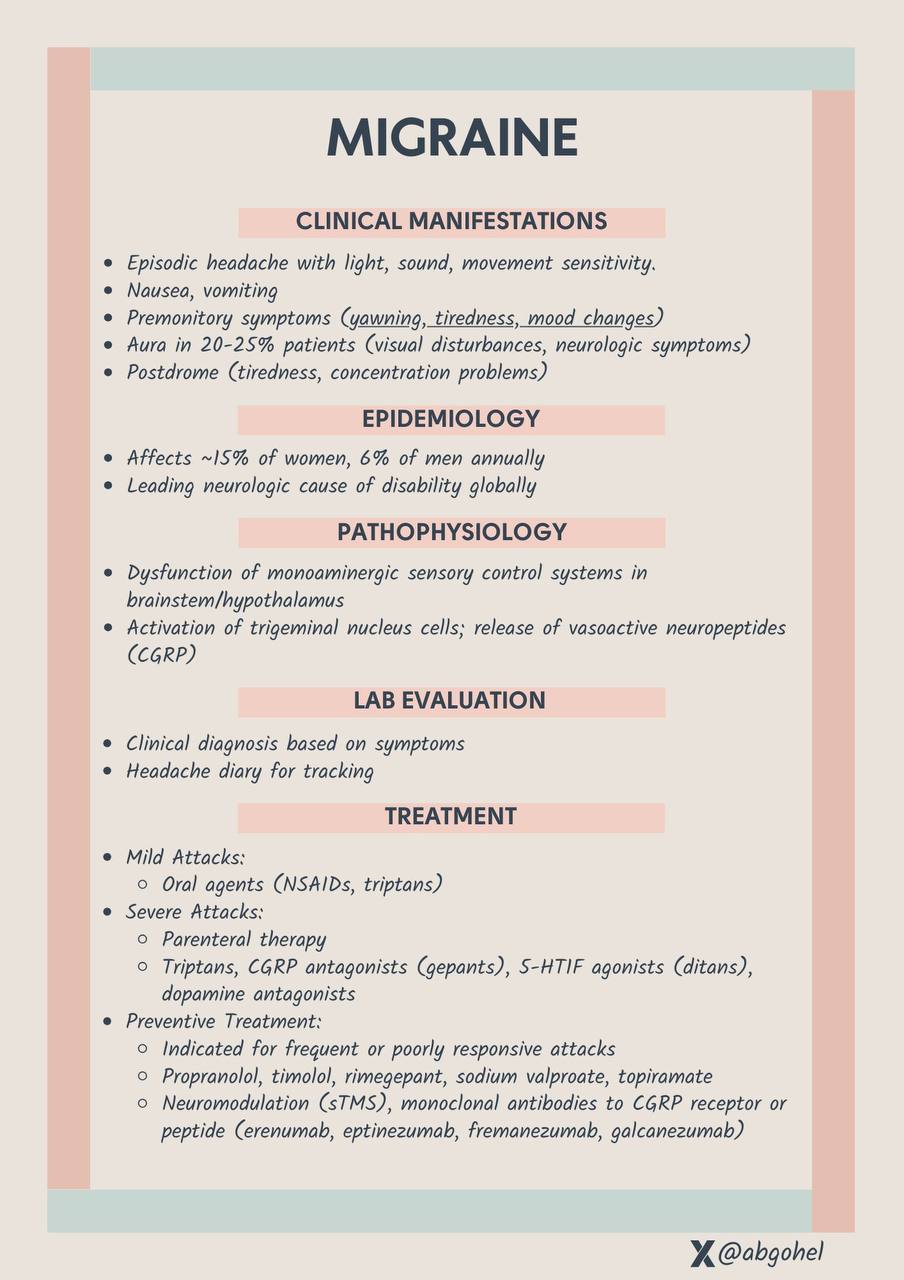 MIGRAINE
CLINICAL MANIFESTATIONS
• Episodic headache with light, sound, movement sensitivity.
• Nausea, vomiting
• Premonitory symptoms (yawning, tiredness, mood changes)
• Aura in 20-25% patients (visual disturbances, neurologic symptoms)
• Postdrome (tiredness, concentration problems)
EPIDEMIOLOGY
• Affects ~15% of women, 6% of men annually
• Leading neurologic cause of disability globally
PATHOPHYSIOLOGY
• Dysfunction of monoaminergic sensory control systems in
brainstem/hypothalamus
• Activation of trigeminal nucleus cells; release of vasoactive neuropeptides
(CGRP)
LAB EVALUATION
• Clinical diagnosis based on symptoms
• Headache diary for tracking
TREATMENT
• Mild Attacks:
○ Oral agents (NSAIDs, triptans)
• Severe Attacks:
○ Parenteral therapy
○ Triptans, CGRP antagonists (gepants), 5-HT1F agonists (ditans),
dopamine antagonists
• Preventive Treatment:
○ Indicated for frequent or poorly responsive attacks
○ Propranolol, timolol, rimegepant, sodium valproate, topiramate
○ Neuromodulation (sTMS), monoclonal antibodies to CGRP receptor or
peptide (erenumab, eptinezumab, fremanezumab, galcanezumab)
X @abgohel